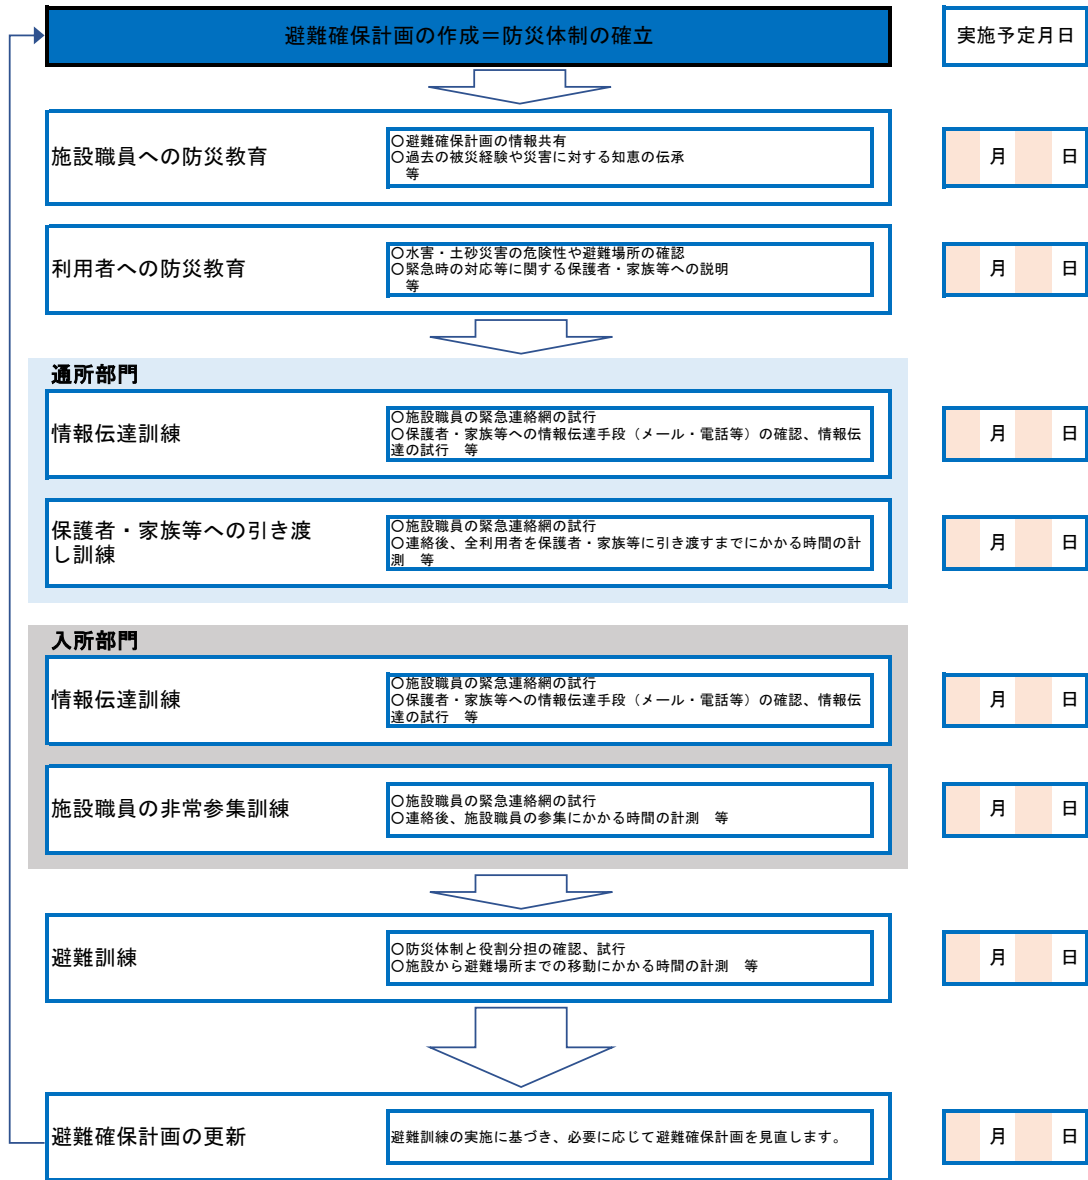 避難確保計画の作成＝防災体制の確立
実施予定月日
施設職員への防災教育
〇避難確保計画の情報共有
〇過去の被災経験や災害に対する知恵の伝承
等
月 日
利用者への防災教育
〇水害・土砂災害の危険性や避難場所の確認
〇緊急時の対応等に関する保護者・家族等への説明
等
月 日
通所部門
情報伝達訓練
〇施設職員の緊急連絡網の試行
〇保護者・家族等への情報伝達手段（メール・電話等）の確認、情報伝
達の試行　等
月 日
保護者・家族等への引き渡
し訓練
〇施設職員の緊急連絡網の試行
〇連絡後、全利用者を保護者・家族等に引き渡すまでにかかる時間の計
測　等
月 日
入所部門
情報伝達訓練
〇施設職員の緊急連絡網の試行
〇保護者・家族等への情報伝達手段（メール・電話等）の確認、情報伝
達の試行　等
月 日
施設職員の非常参集訓練
〇施設職員の緊急連絡網の試行
〇連絡後、施設職員の参集にかかる時間の計測　等
月 日
避難訓練
〇防災体制と役割分担の確認、試行
〇施設から避難場所までの移動にかかる時間の計測　等
月 日
避難確保計画の更新
避難訓練の実施に基づき、必要に応じて避難確保計画を見直します。
月 日